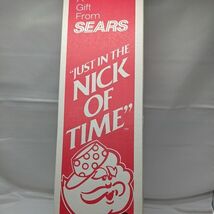 Gift
From
SEARS
"JUST IN THE
NICK
OF
TIME"